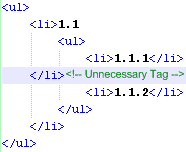 <ul>
<li>1.1
<ul>
<li>1.1.1</li>
</li><!-- Unnecessary Tag -->
<li>1.1.2</li>
</ul>
</li>
</ul>